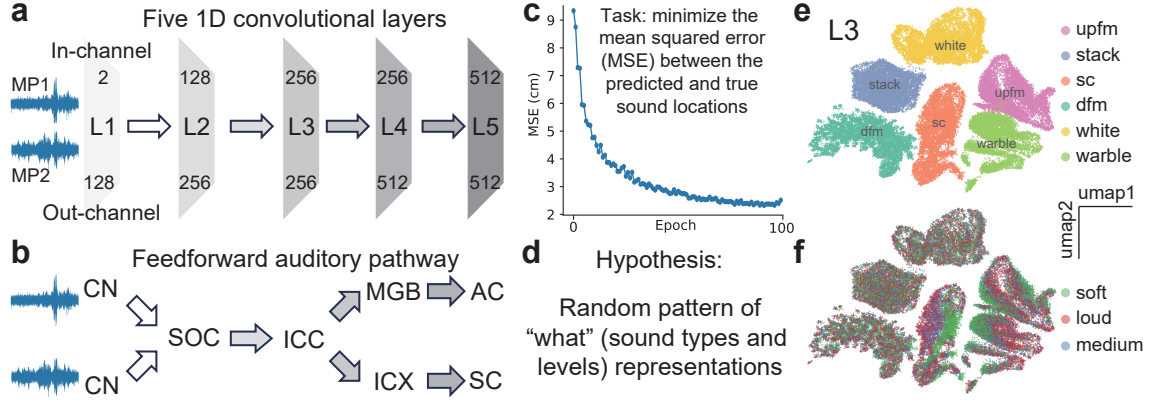 a
Five 1D convolutional layers
In-channel
MP1
MP2
2
128
256
256
512
L1
L2
L3
L4
L5
128
256
256
512
512
Out-channel
b
Feedforward auditory pathway
CN
CN
SOC
ICC
MGB
AC
ICX
SC
c
Task: minimize the
mean squared error
(MSE) between the
predicted and true
sound locations
MSE (cm)
9
8
7
6
5
4
3
2
0
Epoch
100
d
Hypothesis:
Random pattern of
“what” (sound types and
levels) representations
e
L3
white
stack
upfm
sc
dfm
warble
upfm
stack
sc
dfm
white
warble
umap1
umap2
f
soft
loud
medium